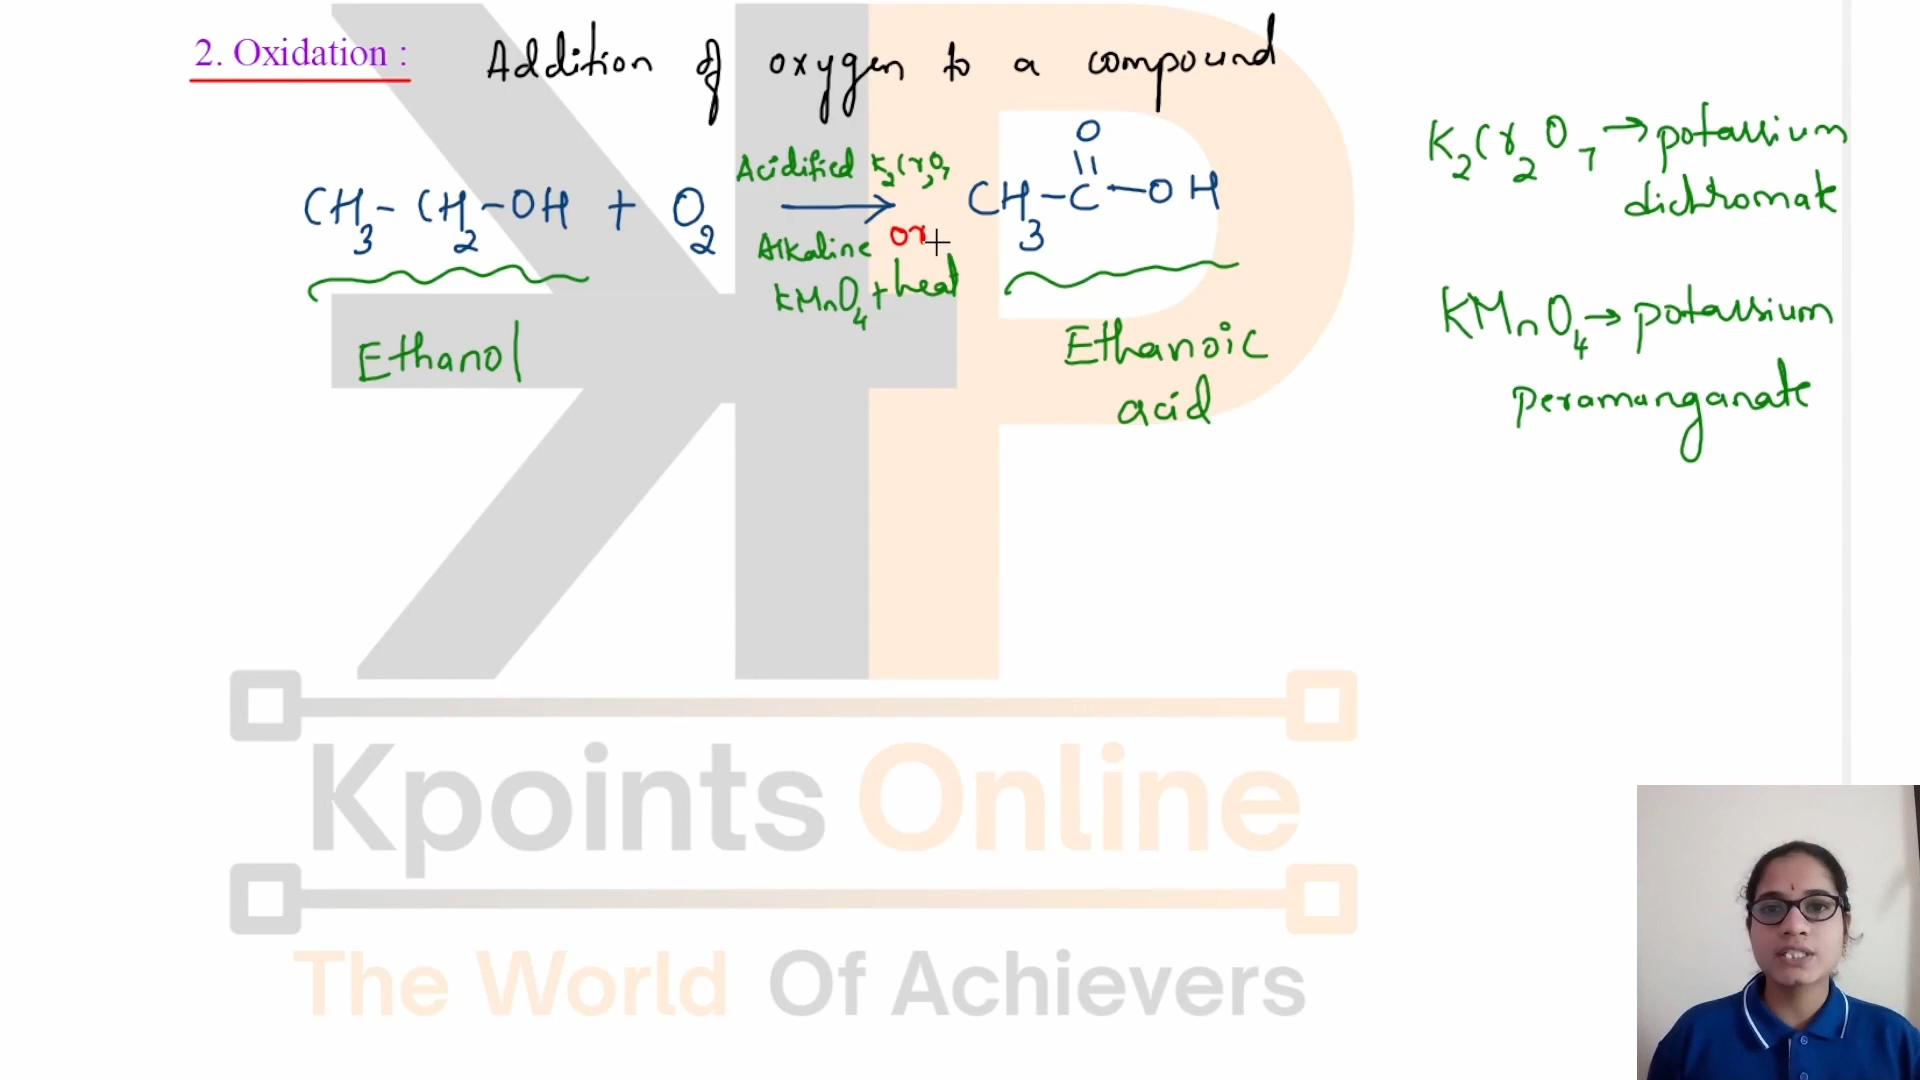 2. Oxidation : Addition of oxygen to a compound
O
Acidified K2Cr2O7
CH3 - CH2 - OH + O2 → CH3 - C - OH
Alkaline or
KMnO4 + heat
Ethanol
Ethanoic
acid
K2Cr2O7 → potassium
dichromate
KMnO4 → potassium
peramanganate
KP
Kpoints Online
The World Of Achievers